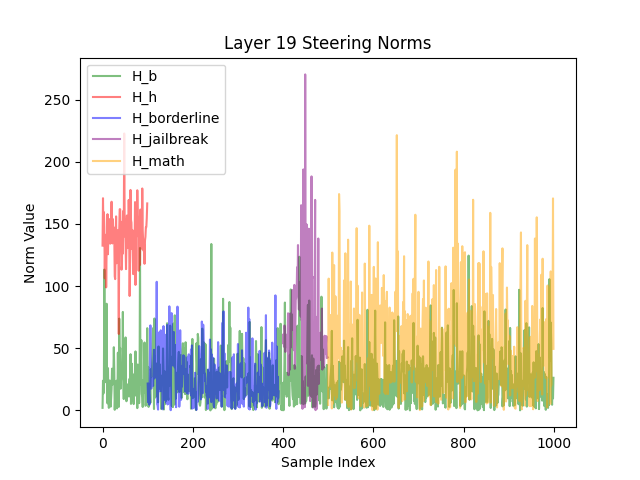 Layer 19 Steering Norms
H_b
H_h
H_borderline
H_jailbreak
H_math
Norm Value
250
200
150
100
50
0
0
200
400
600
800
1000
Sample Index